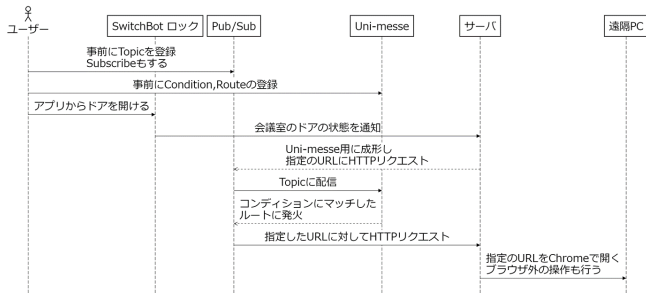 ユーザー
SwitchBot ロック
Pub/Sub
Uni-messe
サーバ
遠隔PC
事前にTopicを登録
Subscribeもする
事前にCondition,Routeの登録
アプリからドアを開ける
会議室のドアの状態を通知
Uni-messe用に成形し
指定のURLにHTTPリクエスト
Topicに配信
コンディションにマッチした
ルートに発火
指定したURLに対してHTTPリクエスト
指定のURLをChromeで開く
ブラウザ外の操作も行う